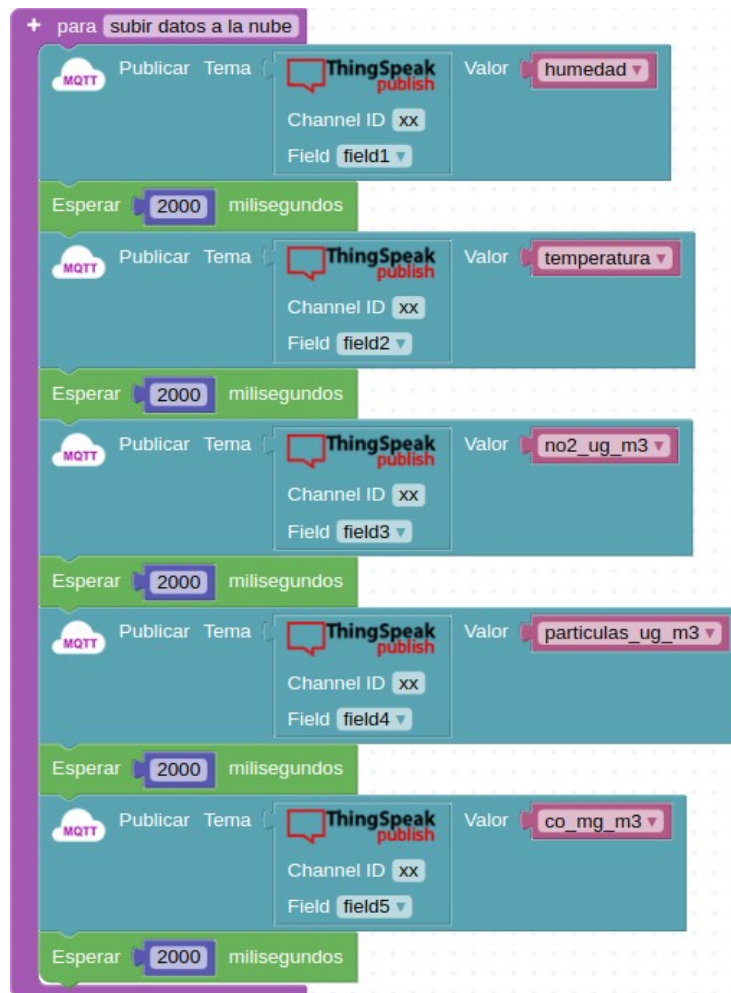 + para subir datos a la nube
MQTT Publicar Tema ThingSpeak publish Valor humedad
Channel ID xx
Field field1
Esperar 2000 milisegundos
MQTT Publicar Tema ThingSpeak publish Valor temperatura
Channel ID xx
Field field2
Esperar 2000 milisegundos
MQTT Publicar Tema ThingSpeak publish Valor no2_ug_m3
Channel ID xx
Field field3
Esperar 2000 milisegundos
MQTT Publicar Tema ThingSpeak publish Valor particulas_ug_m3
Channel ID xx
Field field4
Esperar 2000 milisegundos
MQTT Publicar Tema ThingSpeak publish Valor co_mg_m3
Channel ID xx
Field field5
Esperar 2000 milisegundos